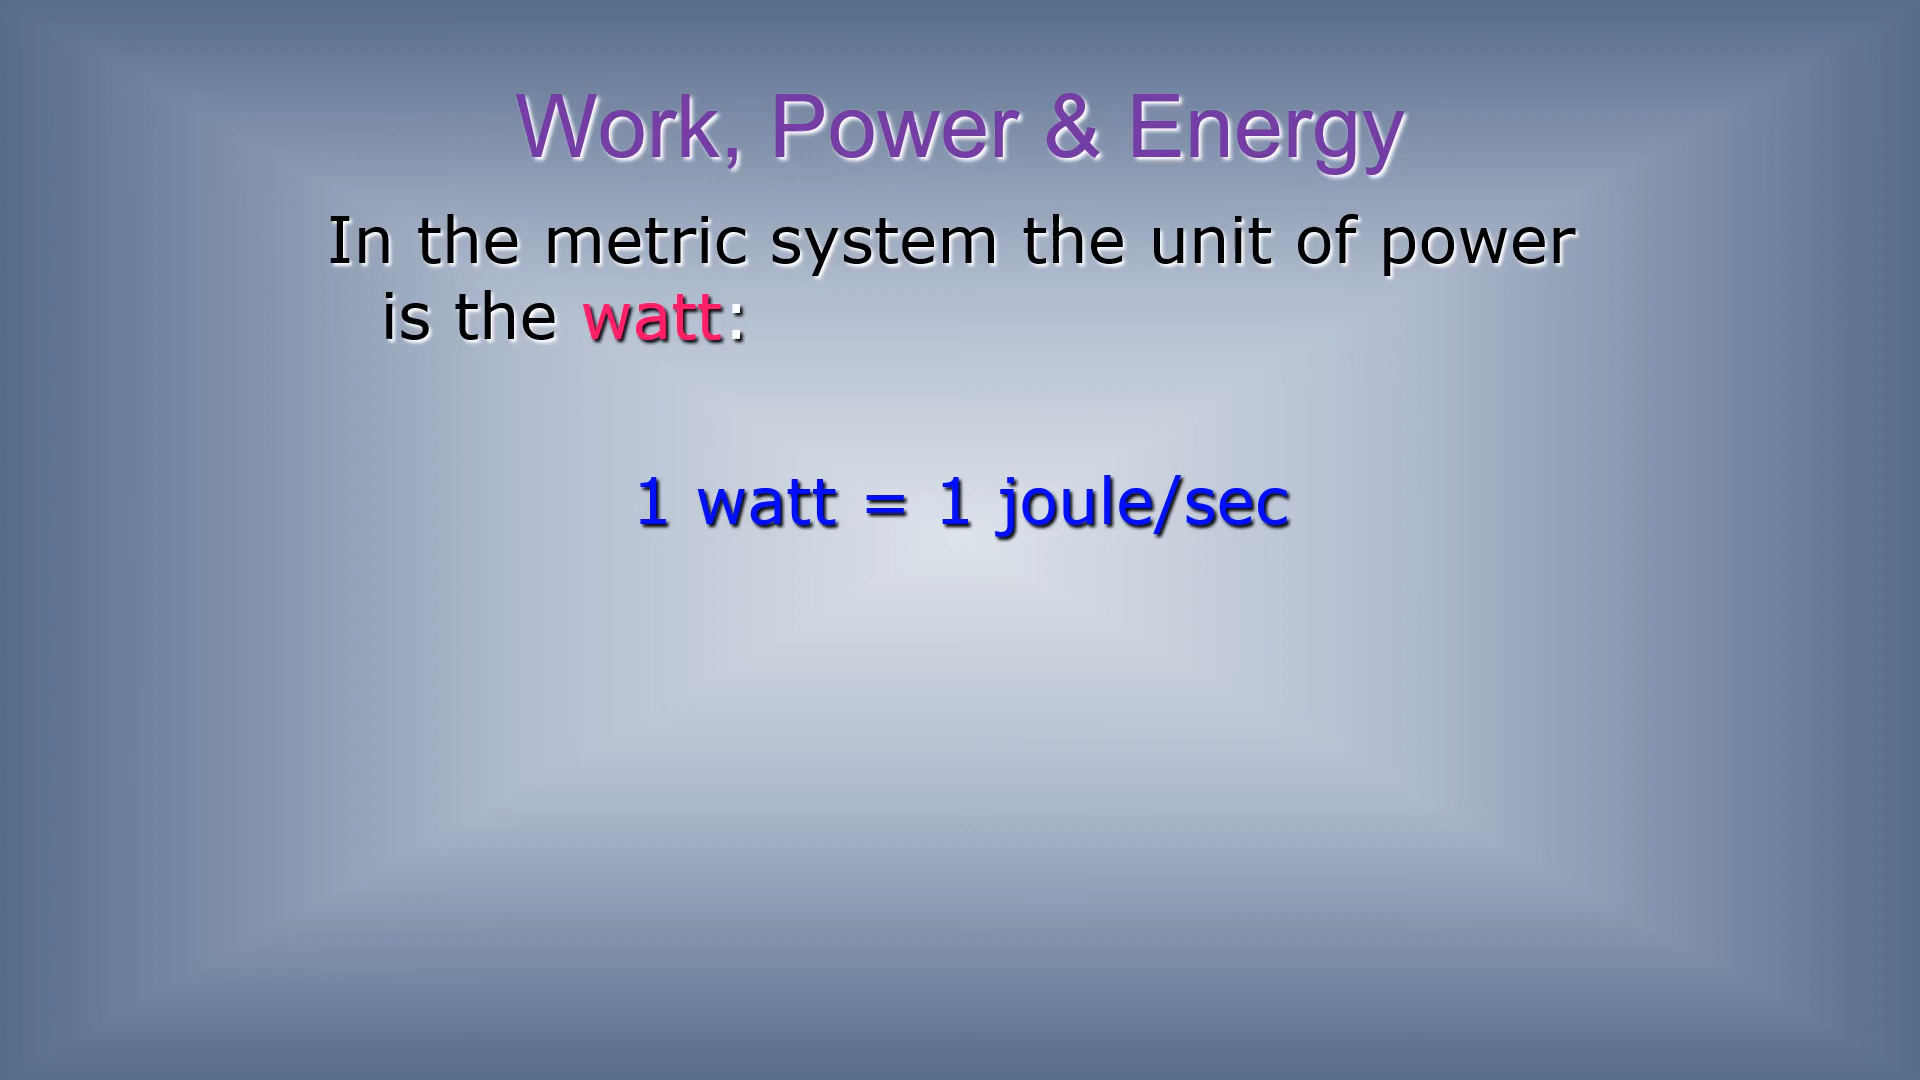 Work, Power & Energy
In the metric system the unit of power
is the watt:
1 watt = 1 joule/sec